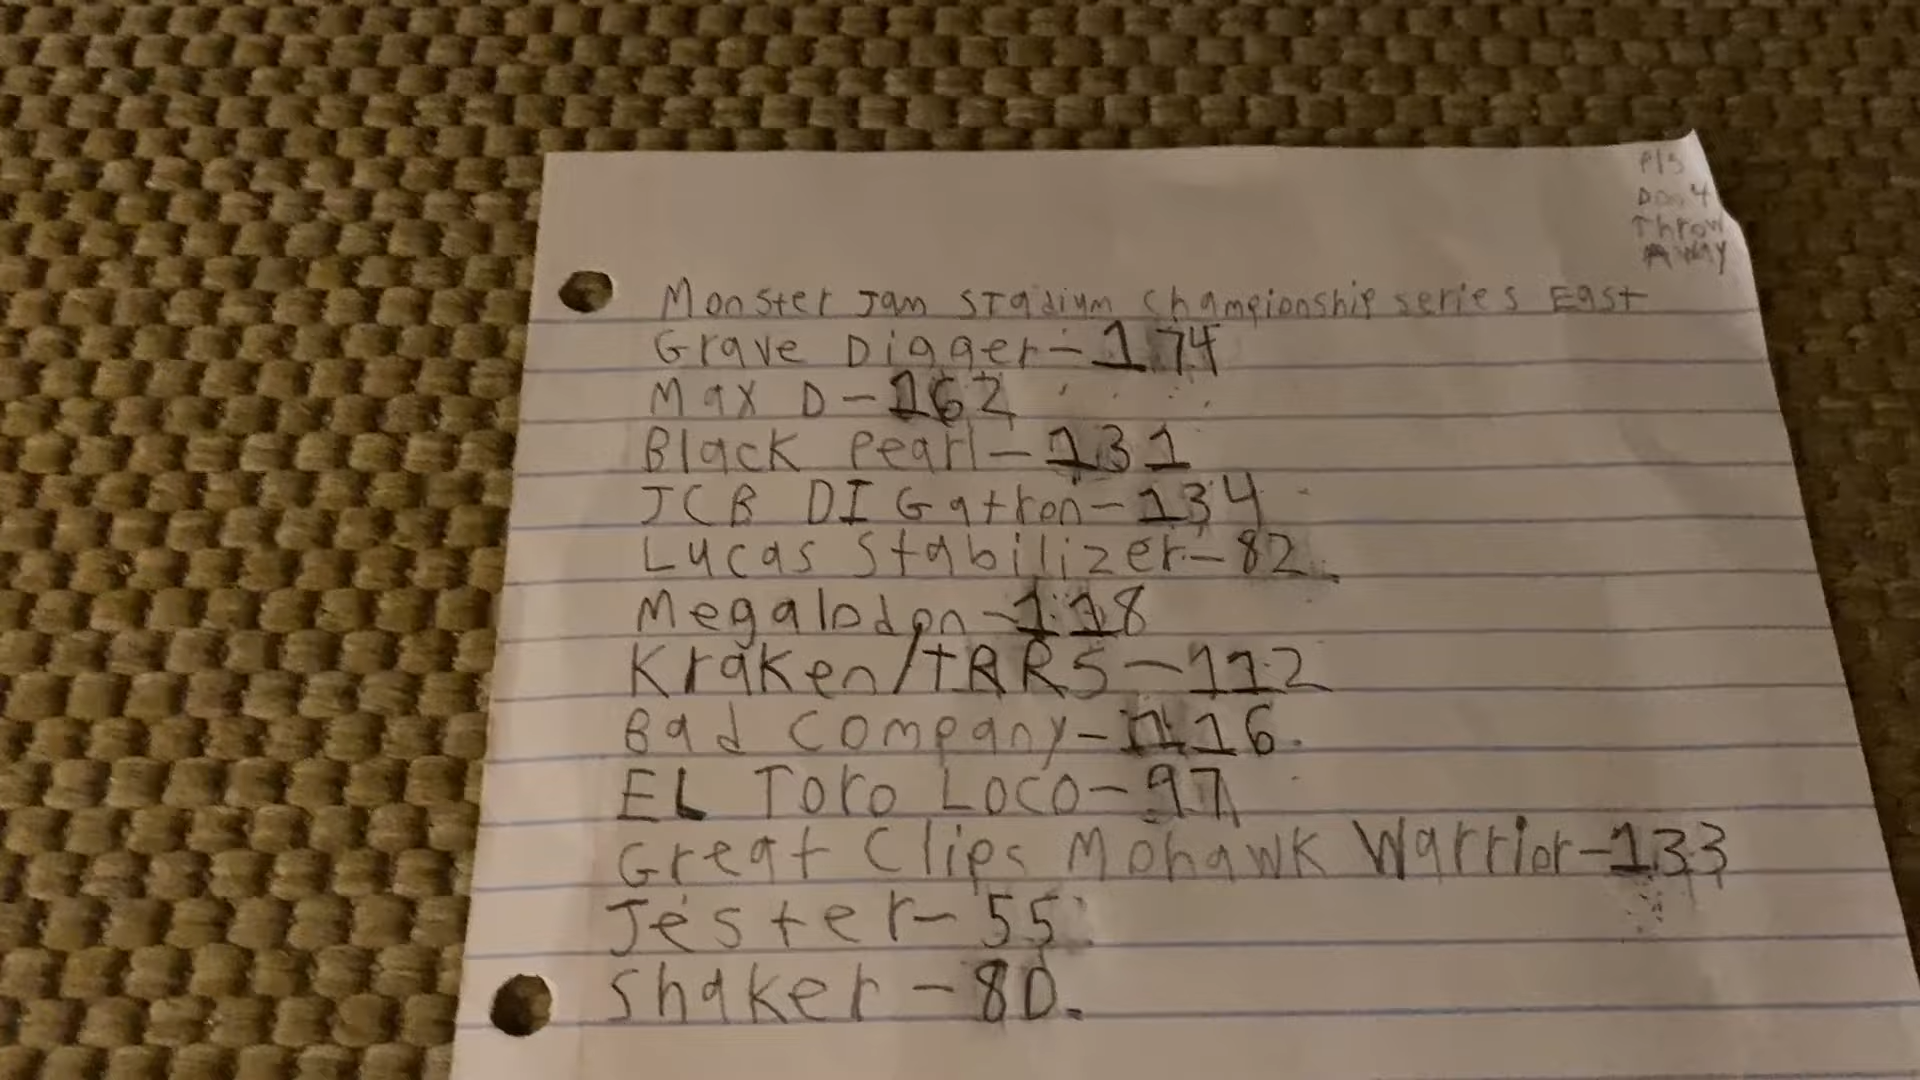 Pls
Don4
Throw
Away
Monster Jam Stadium Championship series East
Grave Digger-174
Max D-162
Black Pearl-131
JCB DIGatron-134
Lucas Stabilizer-82
Megalodon-118
Kraken/TRRS-112
Bad Company-116
EL Toro Loco-97
Great Clips Mohawk Warrior-133
Jester-55
Shaker-80